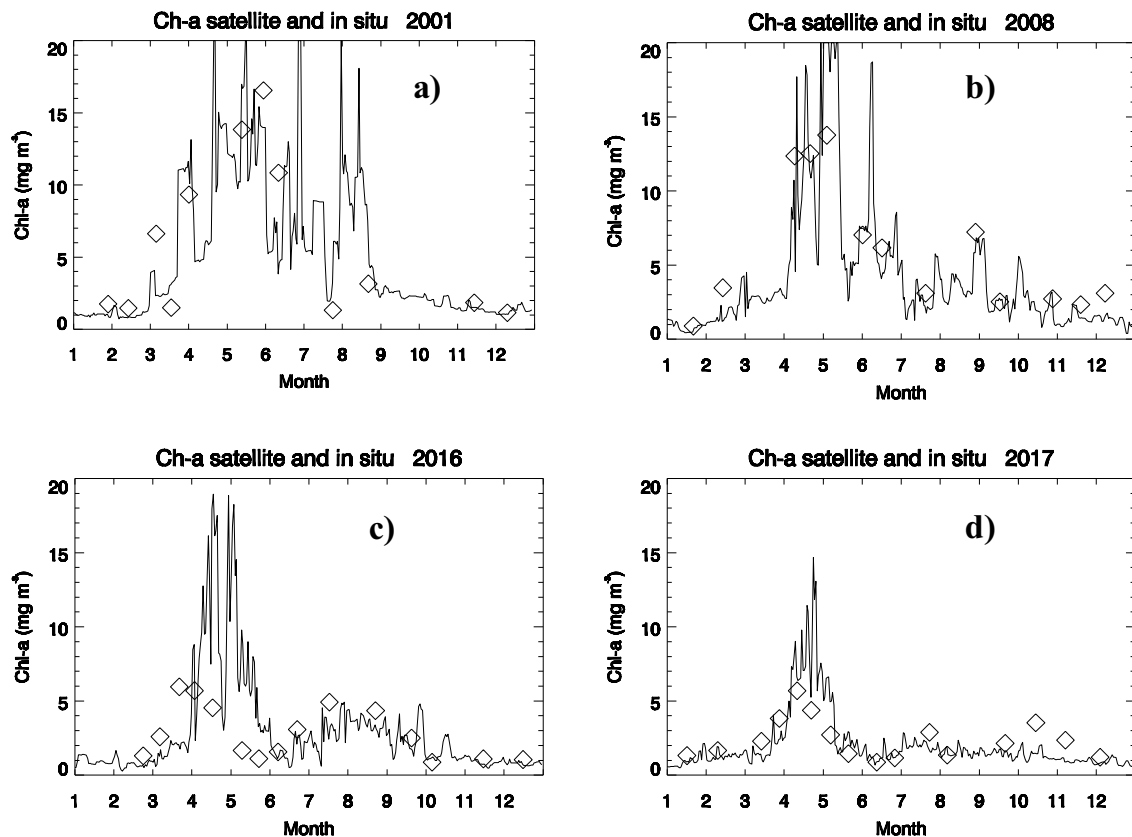 Ch-a satellite and in situ 2001
a)
20
15
10
5
0
Chl-a (mg m⁻³)
1 2 3 4 5 6 7 8 9 10 11 12
Month
Ch-a satellite and in situ 2008
b)
20
15
10
5
0
Chl-a (mg m⁻³)
1 2 3 4 5 6 7 8 9 10 11 12
Month
Ch-a satellite and in situ 2016
c)
20
15
10
5
0
Chl-a (mg m⁻³)
1 2 3 4 5 6 7 8 9 10 11 12
Month
Ch-a satellite and in situ 2017
d)
20
15
10
5
0
Chl-a (mg m⁻³)
1 2 3 4 5 6 7 8 9 10 11 12
Month